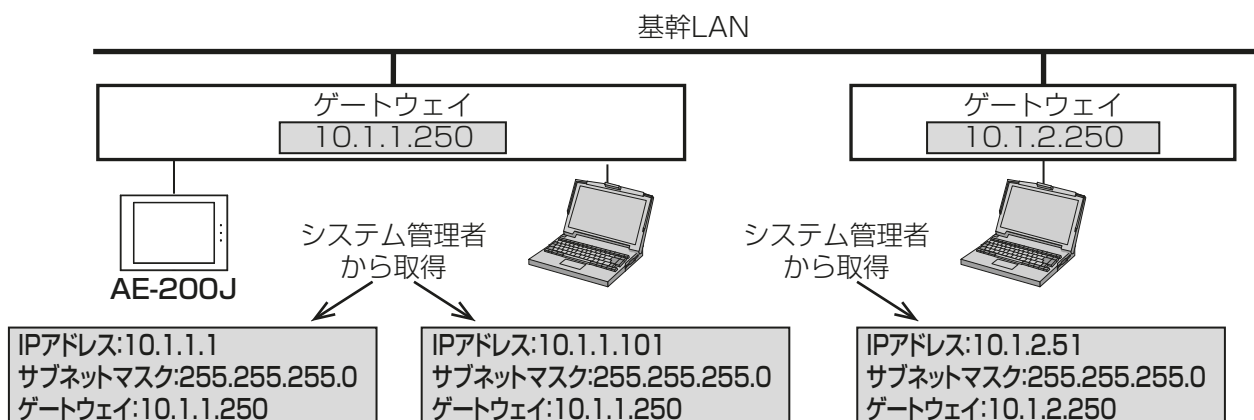 基幹LAN
ゲートウェイ
10.1.1.250
ゲートウェイ
10.1.2.250
システム管理者
から取得
システム管理者
から取得
AE-200J
IPアドレス:10.1.1.1
サブネットマスク:255.255.255.0
ゲートウェイ:10.1.1.250
IPアドレス:10.1.1.101
サブネットマスク:255.255.255.0
ゲートウェイ:10.1.1.250
IPアドレス:10.1.2.51
サブネットマスク:255.255.255.0
ゲートウェイ:10.1.2.250